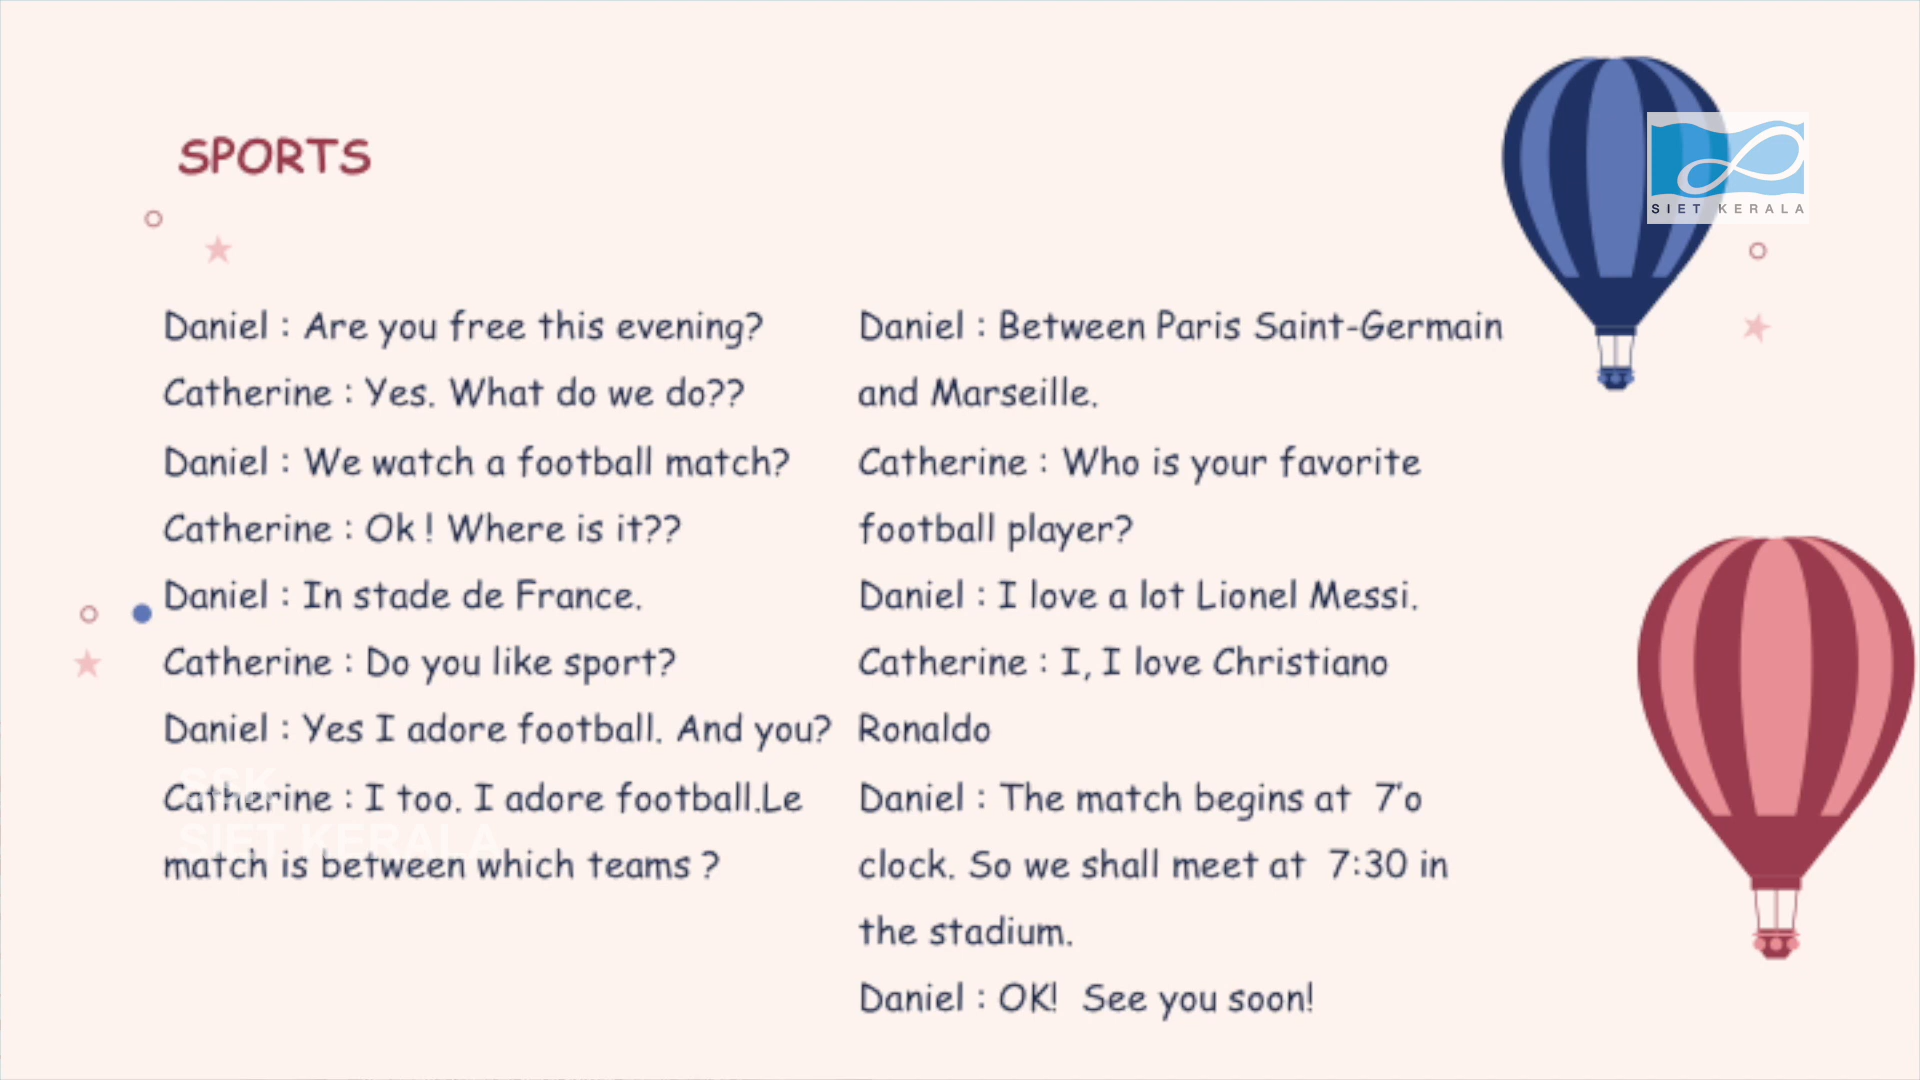 SPORTS
Daniel : Are you free this evening?
Catherine : Yes. What do we do??
Daniel : We watch a football match?
Catherine : Ok ! Where is it??
Daniel : In stade de France.
Catherine : Do you like sport?
Daniel : Yes I adore football. And you?
Catherine : I too. I adore football.Le
match is between which teams ?
Daniel : Between Paris Saint-Germain
and Marseille.
Catherine : Who is your favorite
football player?
Daniel : I love a lot Lionel Messi.
Catherine : I, I love Christiano
Ronaldo
Daniel : The match begins at 7'o
clock. So we shall meet at 7:30 in
the stadium.
Daniel : OK! See you soon!
SIET KERALA
SSK
SIET KERALA